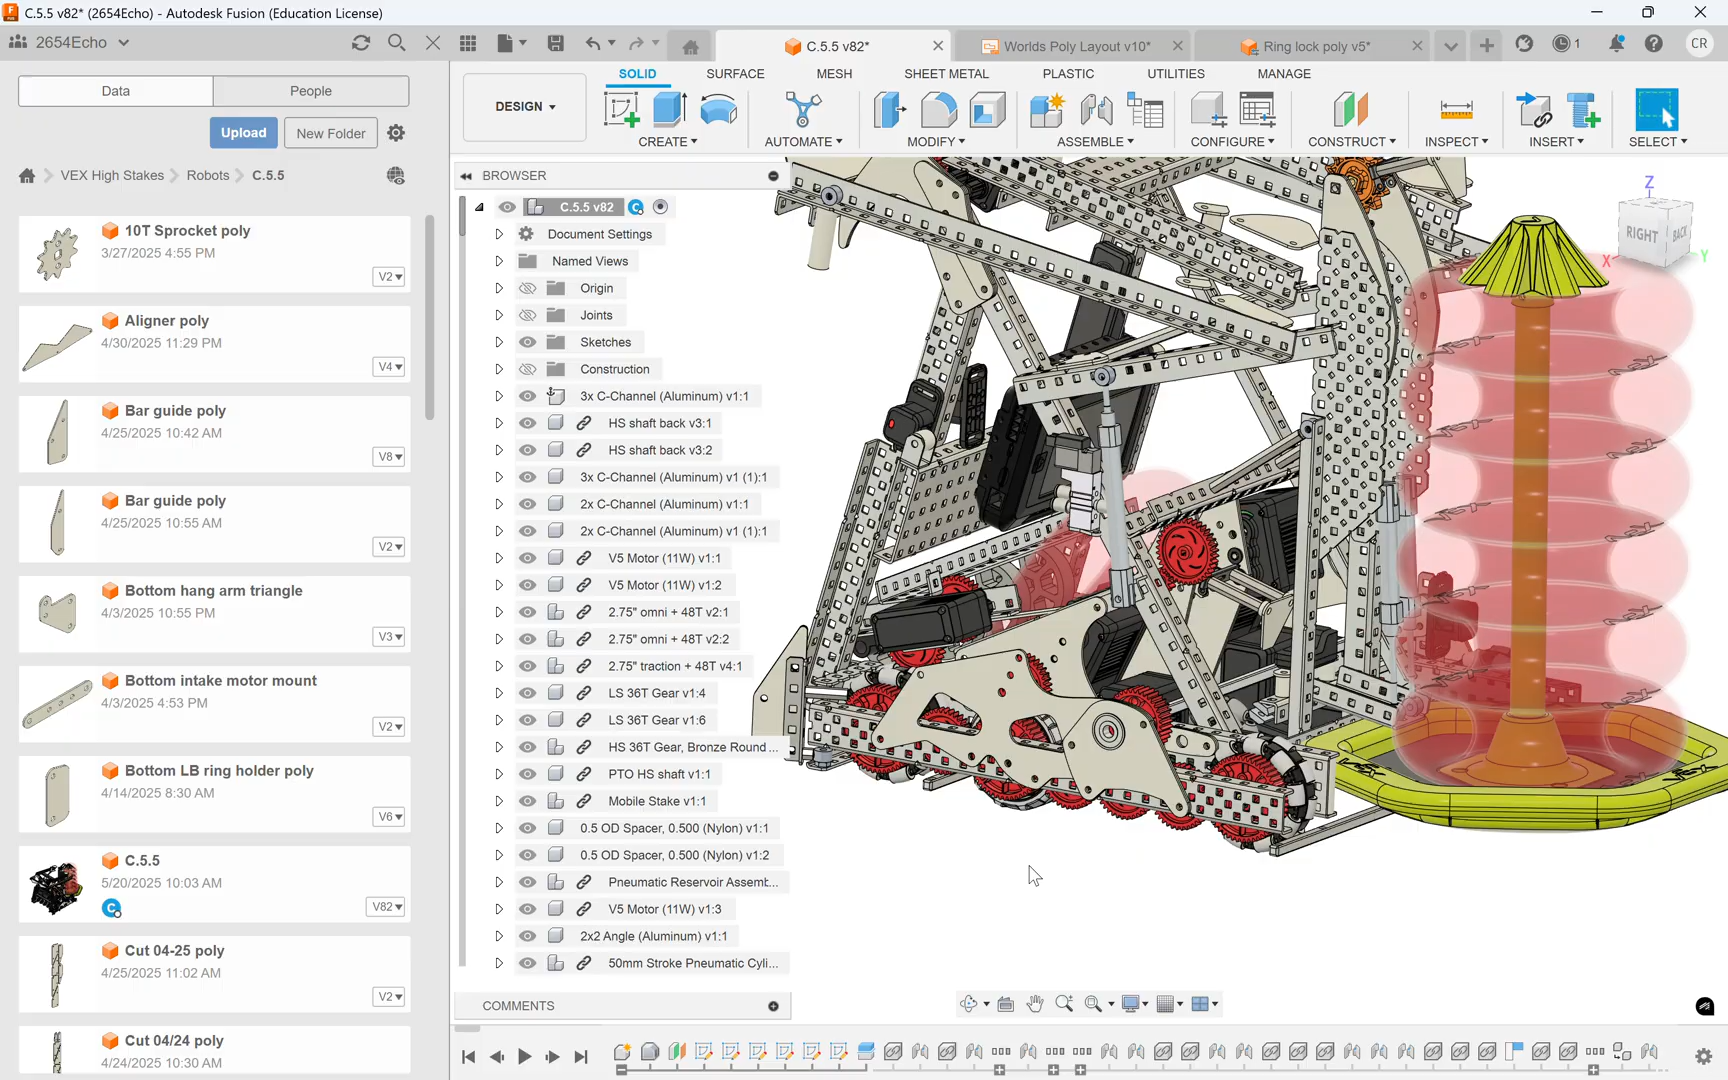 C.5.5 v82* (2654Echo) - Autodesk Fusion (Education License)
2654Echo
C.5.5 v82*
Worlds Poly Layout v10*
Ring lock poly v5*
1
CR
Data
People
Upload
New Folder
VEX High Stakes
Robots
C.5.5
DESIGN
SOLID
SURFACE
MESH
SHEET METAL
PLASTIC
UTILITIES
MANAGE
CREATE
AUTOMATE
MODIFY
ASSEMBLE
CONFIGURE
CONSTRUCT
INSPECT
INSERT
SELECT
10T Sprocket poly
3/27/2025 4:55 PM
V2
Aligner poly
4/30/2025 11:29 PM
V4
Bar guide poly
4/25/2025 10:42 AM
V8
Bar guide poly
4/25/2025 10:55 AM
V2
Bottom hang arm triangle
4/3/2025 10:55 PM
V3
Bottom intake motor mount
4/3/2025 4:53 PM
V2
Bottom LB ring holder poly
4/14/2025 8:30 AM
V6
C.5.5
5/20/2025 10:03 AM
C
V82
Cut 04-25 poly
4/25/2025 11:02 AM
V2
Cut 04/24 poly
4/24/2025 10:30 AM
BROWSER
C.5.5 v82
Document Settings
Named Views
Origin
Joints
Sketches
Construction
3x C-Channel (Aluminum) v1:1
HS shaft back v3:1
HS shaft back v3:2
3x C-Channel (Aluminum) v1 (1):1
2x C-Channel (Aluminum) v1:1
2x C-Channel (Aluminum) v1 (1):1
V5 Motor (11W) v1:1
V5 Motor (11W) v1:2
2.75" omni + 48T v2:1
2.75" omni + 48T v2:2
2.75" traction + 48T v4:1
LS 36T Gear v1:4
LS 36T Gear v1:6
HS 36T Gear, Bronze Round ...
PTO HS shaft v1:1
Mobile Stake v1:1
0.5 OD Spacer, 0.500 (Nylon) v1:1
0.5 OD Spacer, 0.500 (Nylon) v1:2
Pneumatic Reservoir Assemt...
V5 Motor (11W) v1:3
2x2 Angle (Aluminum) v1:1
50mm Stroke Pneumatic Cyli...
COMMENTS
Z
RIGHT
BACK
X
Y